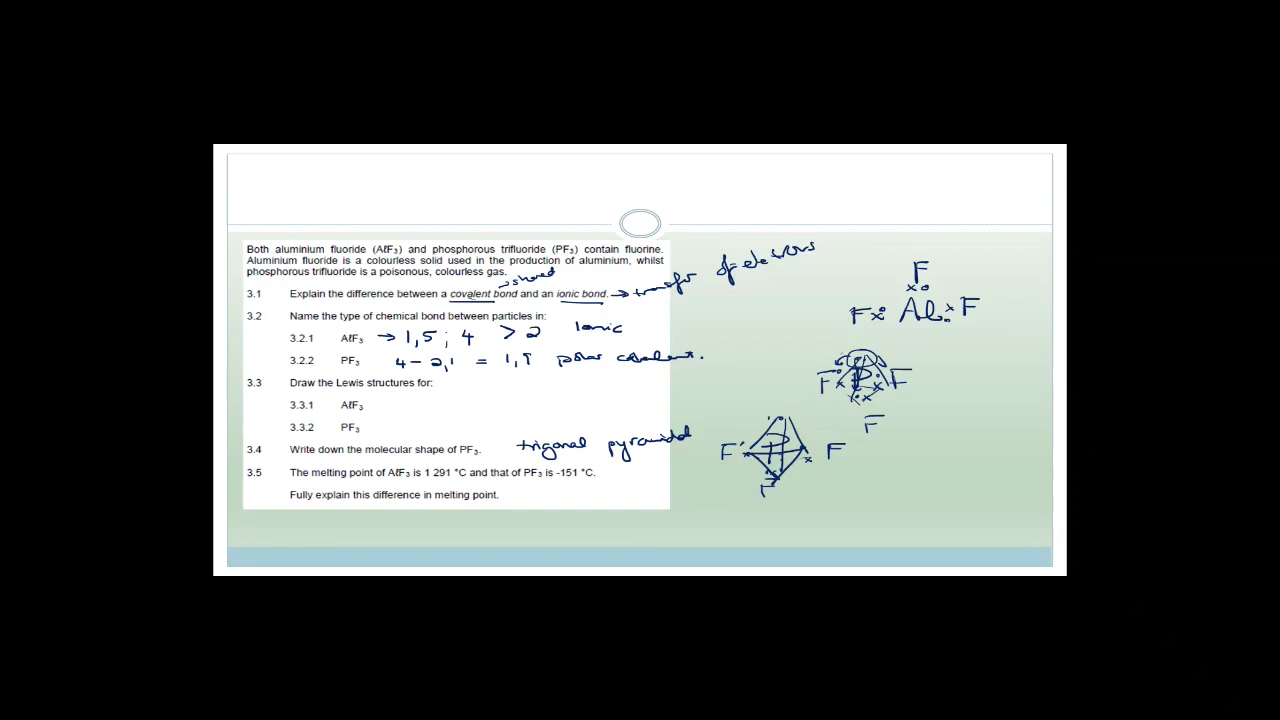 Both aluminium fluoride (AℓF₃) and phosphorous trifluoride (PF₃) contain fluorine.
Aluminium fluoride is a colourless solid used in the production of aluminium, whilst
phosphorous trifluoride is a poisonous, colourless gas.
→ shared
transfer of electrons
3.1 Explain the difference between a covalent bond and an ionic bond. →
3.2 Name the type of chemical bond between particles in:
3.2.1 AℓF₃ → 1,5 ; 4 > 2 Ionic
3.2.2 PF₃ 4 - 2,1 = 1,9 polar covalent.
3.3 Draw the Lewis structures for:
3.3.1 AℓF₃
3.3.2 PF₃
3.4 Write down the molecular shape of PF₃. trigonal pyramidal
3.5 The melting point of AℓF₃ is 1 291 °C and that of PF₃ is -151 °C.
Fully explain this difference in melting point.
F
F Al F
F F
F
F F
F